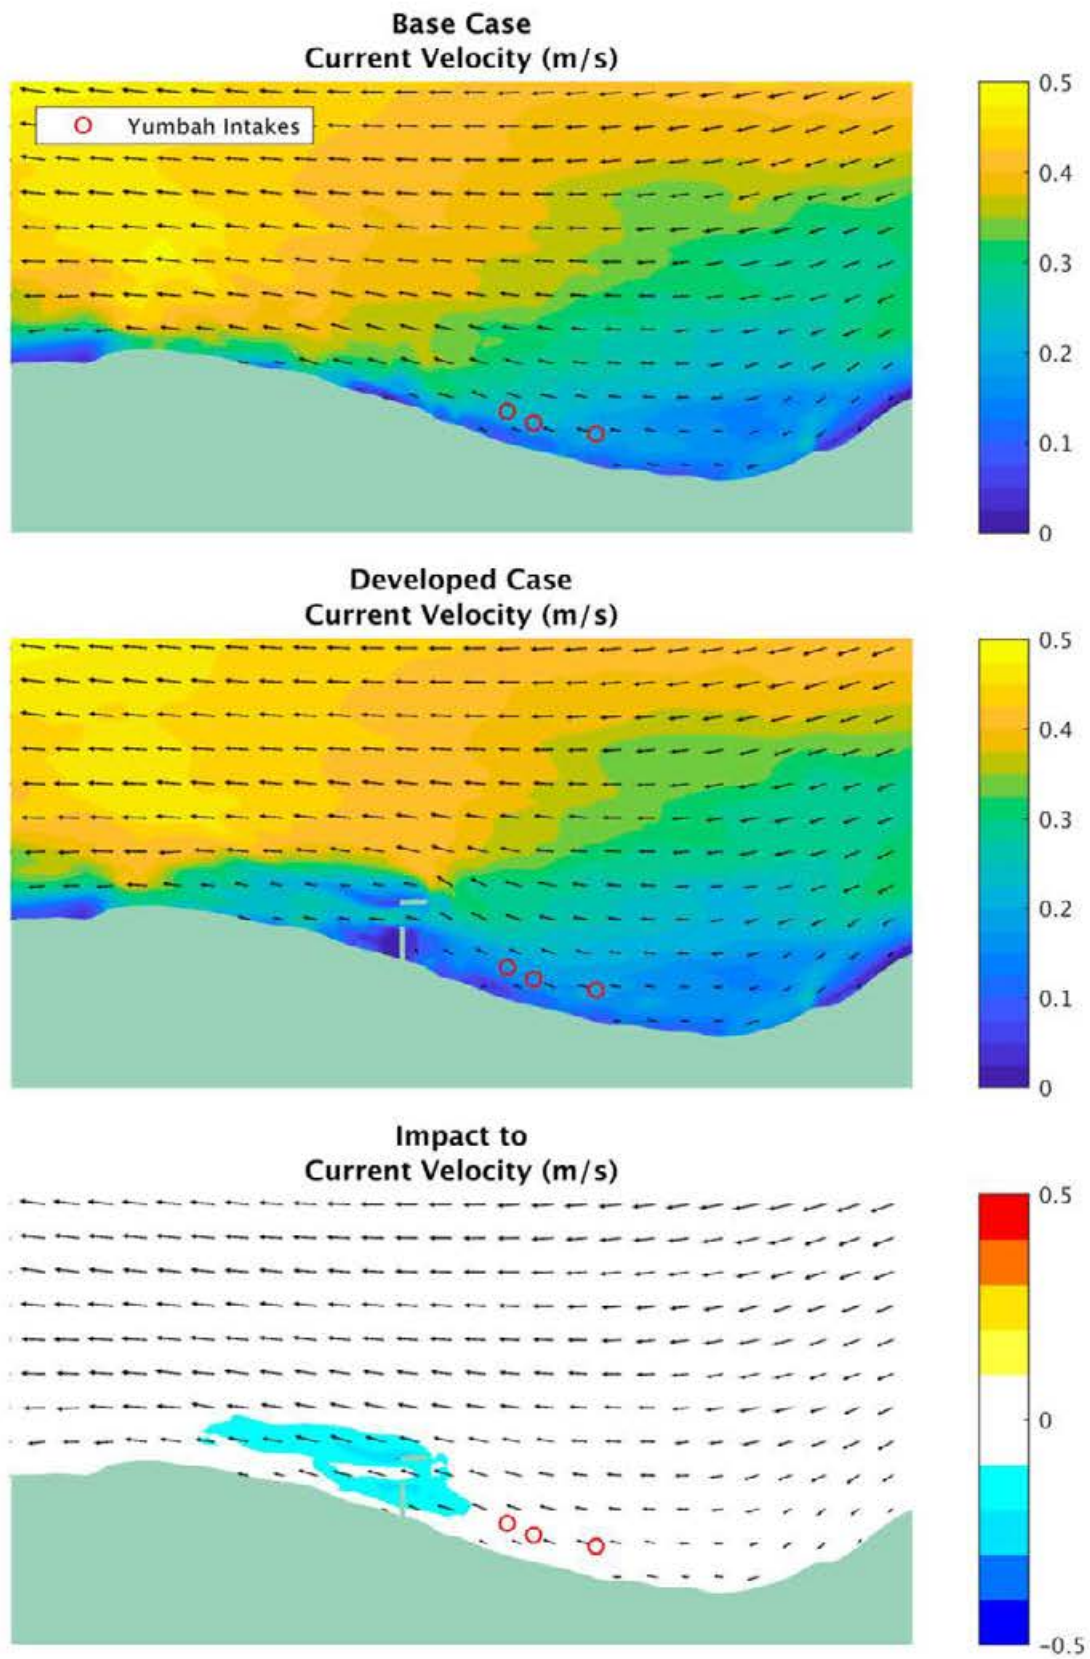 Base Case
Current Velocity (m/s)
Yumbah Intakes
0.5
0.4
0.3
0.2
0.1
0
Developed Case
Current Velocity (m/s)
0.5
0.4
0.3
0.2
0.1
0
Impact to
Current Velocity (m/s)
0.5
0
-0.5